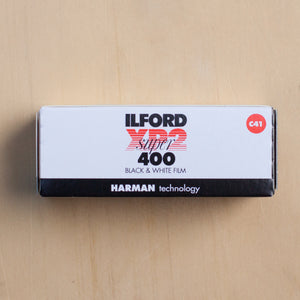 ILFORD
XP2
super
400
BLACK & WHITE FILM
C41
HARMAN technology